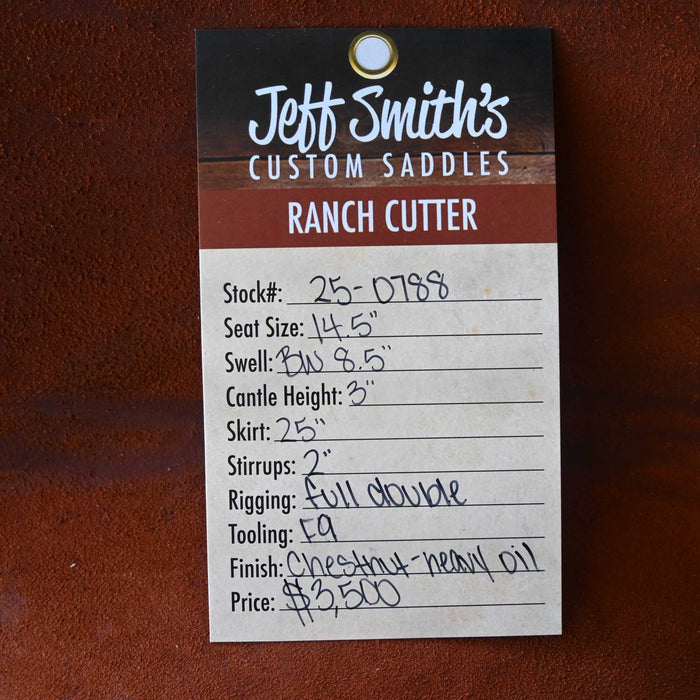 Jeff Smith's
CUSTOM SADDLES
RANCH CUTTER
Stock#: 25-0788
Seat Size: 14.5"
Swell: BW 8.5"
Cantle Height: 3"
Skirt: 25"
Stirrups: 2"
Rigging: full double
Tooling: F9
Finish: Chestnut-heavy oil
Price: $3,500